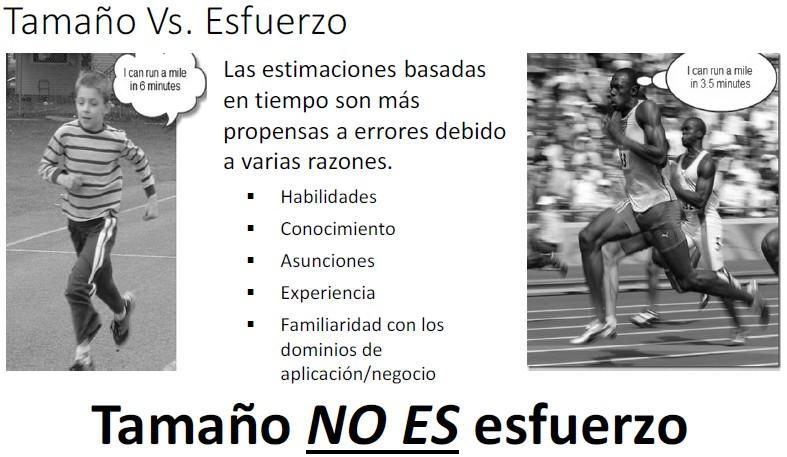 Tamaño Vs. Esfuerzo
I can run a mile
in 6 minutes
Las estimaciones basadas
en tiempo son más
propensas a errores debido
a varias razones.
▪ Habilidades
▪ Conocimiento
▪ Asunciones
▪ Experiencia
▪ Familiaridad con los
dominios de
aplicación/negocio
I can run a mile
in 3.5 minutes
Tamaño NO ES esfuerzo